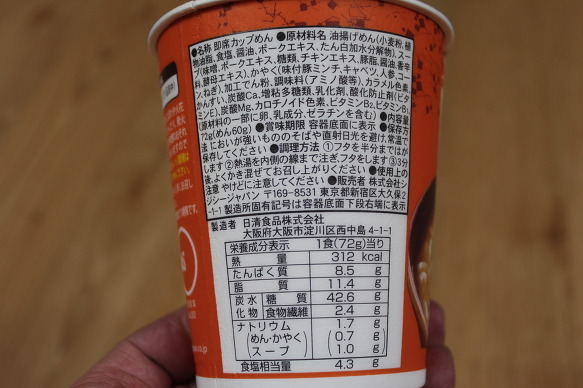 ●名称 即席カップめん ●原材料名 油揚げめん(小麦粉､植
物油脂､食塩､醤油､ポークエキス､たん白加水分解物)､スー
プ(味噌､ポークエキス､糖類､チキンエキス､豚脂､醤油､香辛
料､酵母エキス)､かやく(味付豚ミンチ､キャベツ､人参､コー
ン､ねぎ)､加工でん粉､調味料(アミノ酸等)､カラメル色素､
かんすい､炭酸Ca､増粘多糖類､乳化剤､酸化防止剤(ビタ
ミンE)､炭酸Mg､カロチノイド色素､ビタミンB₂､ビタミンB₁､
(原材料の一部に卵､乳成分､ゼラチンを含む) ●内容量
72g(めん60g) ●賞味期限 容器底面に表示 ●保存方
法 においが強いもののそばや直射日光を避け､常温で
保存してください ●調理方法 ①フタを半分まではが
します②熱湯を内側の線まで注ぎ､フタをします③3分
後､よくかき混ぜてお召し上がりください ●使用上の
注意 やけどに注意してください ●販売者 株式会社シ
ジシージャパン 〒169-8531 東京都新宿区大久保2
-1-1 製造所固有記号は容器底面下段右端に表示
製造者 日清食品株式会社
大阪府大阪市淀川区西中島4-1-1
栄養成分表示 1食(72g)当り
熱量 312 kcal
たんぱく質 8.5 g
脂質 11.4 g
炭水化物 糖質 42.6 g
食物繊維 2.4 g
ナトリウム 1.7 g
(めん･かやく) (0.7 g)
(スープ) (1.0 g)
食塩相当量 4.3 g